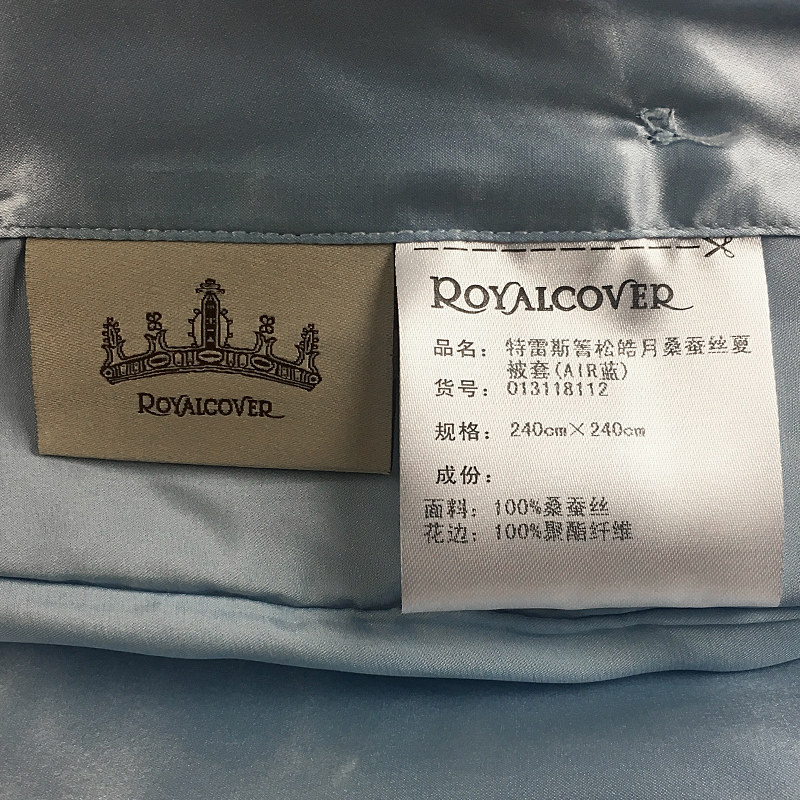 ROYALCOVER
ROYALCOVER
品名：特雷斯篙松皓月桑蚕丝夏
被套(AIR蓝)
货号：013118112
规格：240cm×240cm
成份：
面料：100%桑蚕丝
花边：100%聚酯纤维